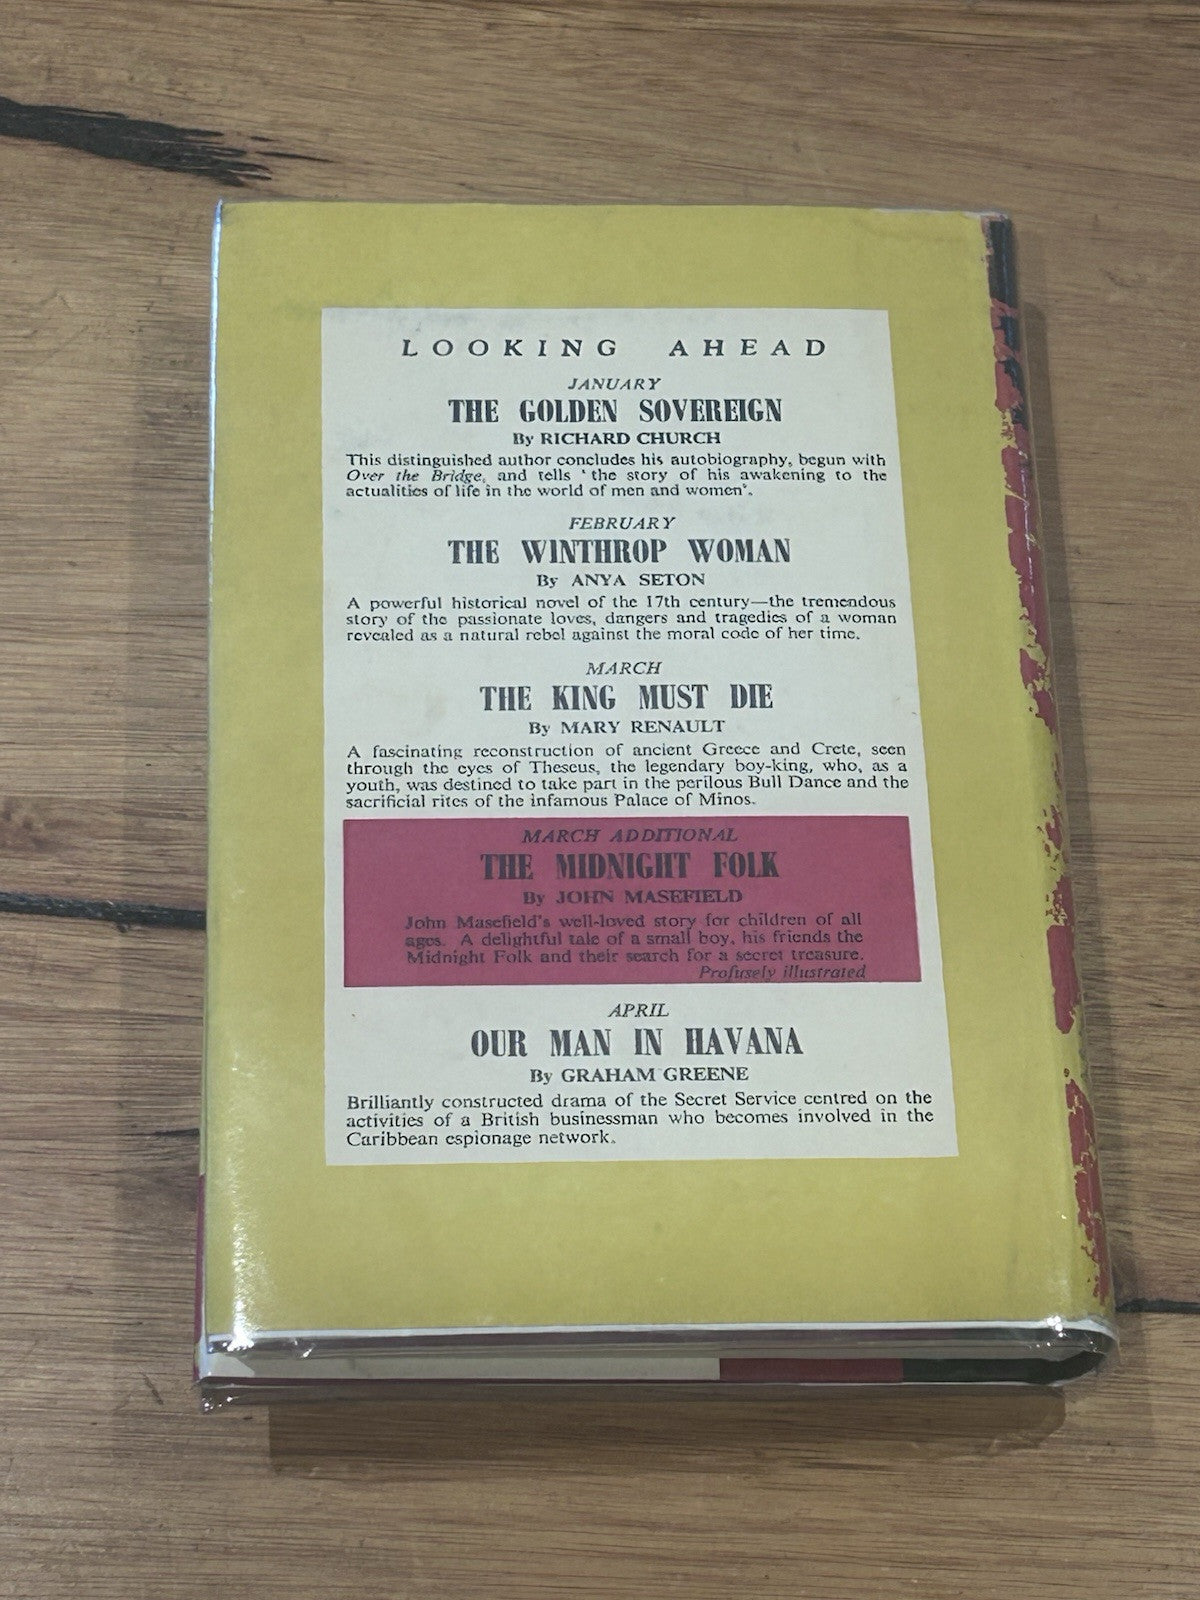 LOOKING AHEAD
JANUARY
THE GOLDEN SOVEREIGN
By RICHARD CHURCH
This distinguished author concludes his autobiography, begun with
Over the Bridge, and tells 'the story of his awakening to the
actualities of life in the world of men and women'.
FEBRUARY
THE WINTHROP WOMAN
By ANYA SETON
A powerful historical novel of the 17th century—the tremendous
story of the passionate loves, dangers and tragedies of a woman
revealed as a natural rebel against the moral code of her time.
MARCH
THE KING MUST DIE
By MARY RENAULT
A fascinating reconstruction of ancient Greece and Crete, seen
through the eyes of Theseus, the legendary boy-king, who, as a
youth, was destined to take part in the perilous Bull Dance and the
sacrificial rites of the infamous Palace of Minos.
MARCH ADDITIONAL
THE MIDNIGHT FOLK
By JOHN MASEFIELD
John Masefield's well-loved story for children of all
ages. A delightful tale of a small boy, his friends the
Midnight Folk and their search for a secret treasure.
Profusely illustrated
APRIL
OUR MAN IN HAVANA
By GRAHAM GREENE
Brilliantly constructed drama of the Secret Service centred on the
activities of a British businessman who becomes involved in the
Caribbean espionage network.